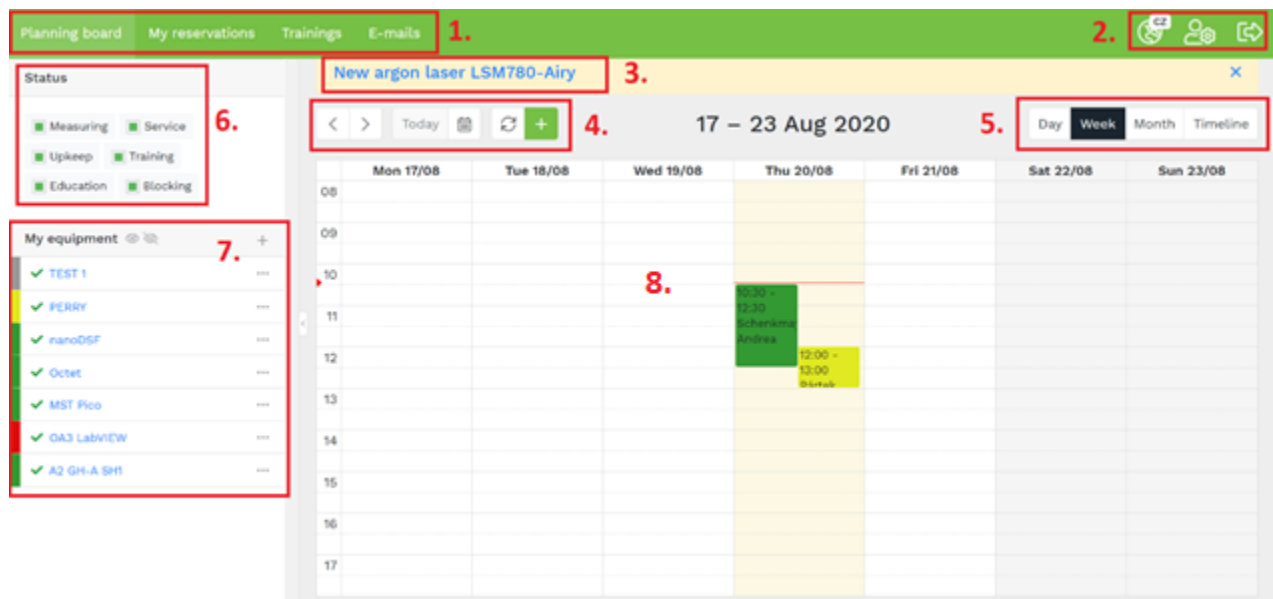 Planning board My reservations Trainings E-mails 1. 2. CZ
Status
New argon laser LSM780-Airy 3. ×
6.
Measuring Service
Upkeep Training
Education Blocking
Today + 4. 17 – 23 Aug 2020 5. Day Week Month Timeline
Mon 17/08 Tue 18/08 Wed 19/08 Thu 20/08 Fri 21/08 Sat 22/08 Sun 23/08
My equipment 7. +
TEST 1 ...
PERRY ...
nanoDSF ...
Octet ...
MST Pico ...
OA3 LabVIEW ...
A2 GH-A SH1 ...
08
09
10
11
12
13
14
15
16
17
8.
10:30 -
12:30
Schenkma
Andrea
12:00 -
13:00